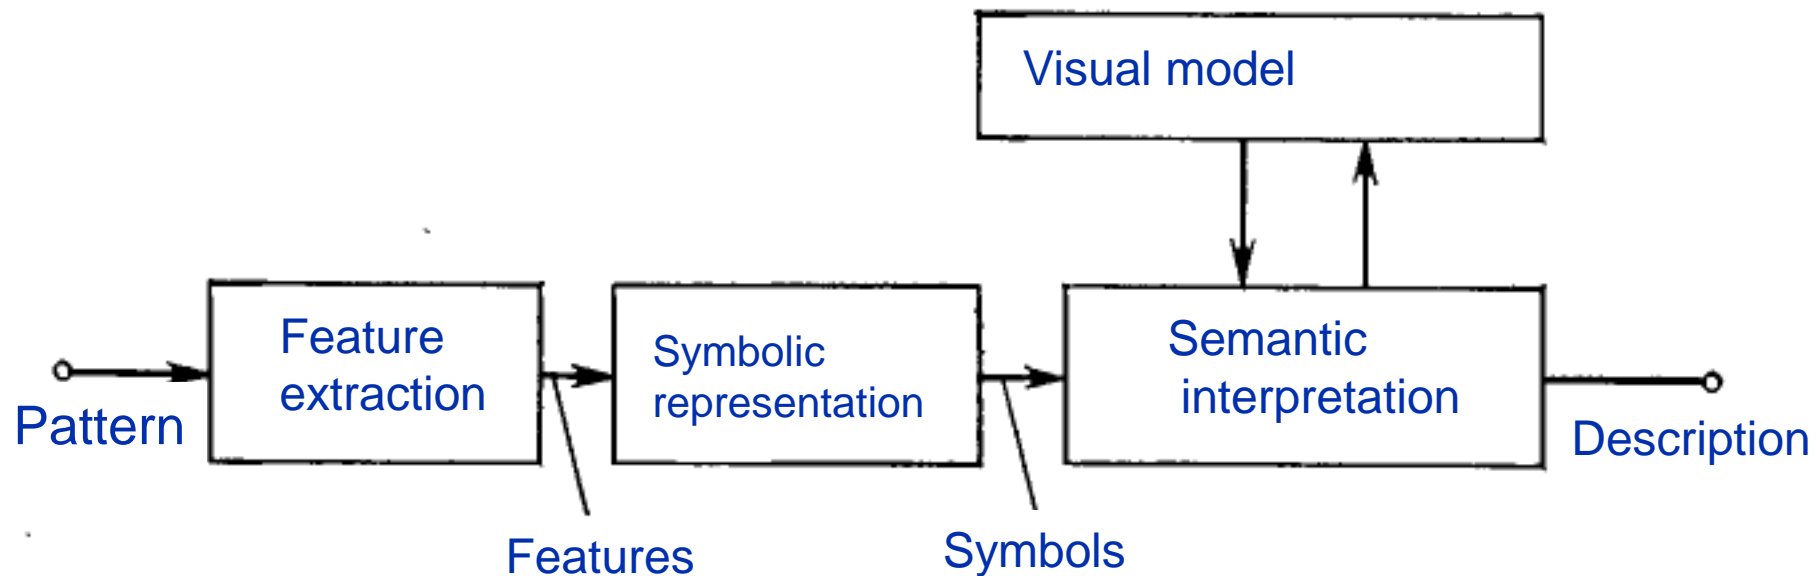 Visual model
Feature
extraction
Symbolic
representation
Semantic
interpretation
Pattern
Description
Features
Symbols